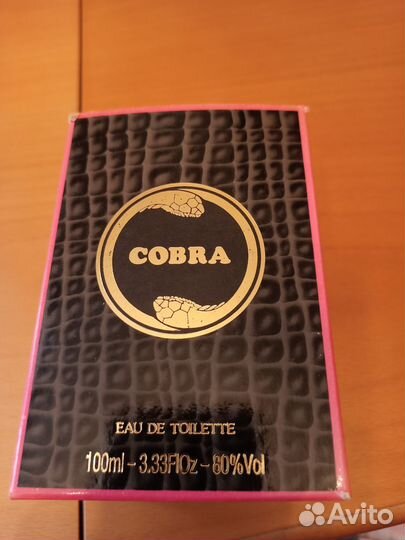 COBRA
EAU DE TOILETTE
100ml - 3.33FlOz - 80%Vol
Avito